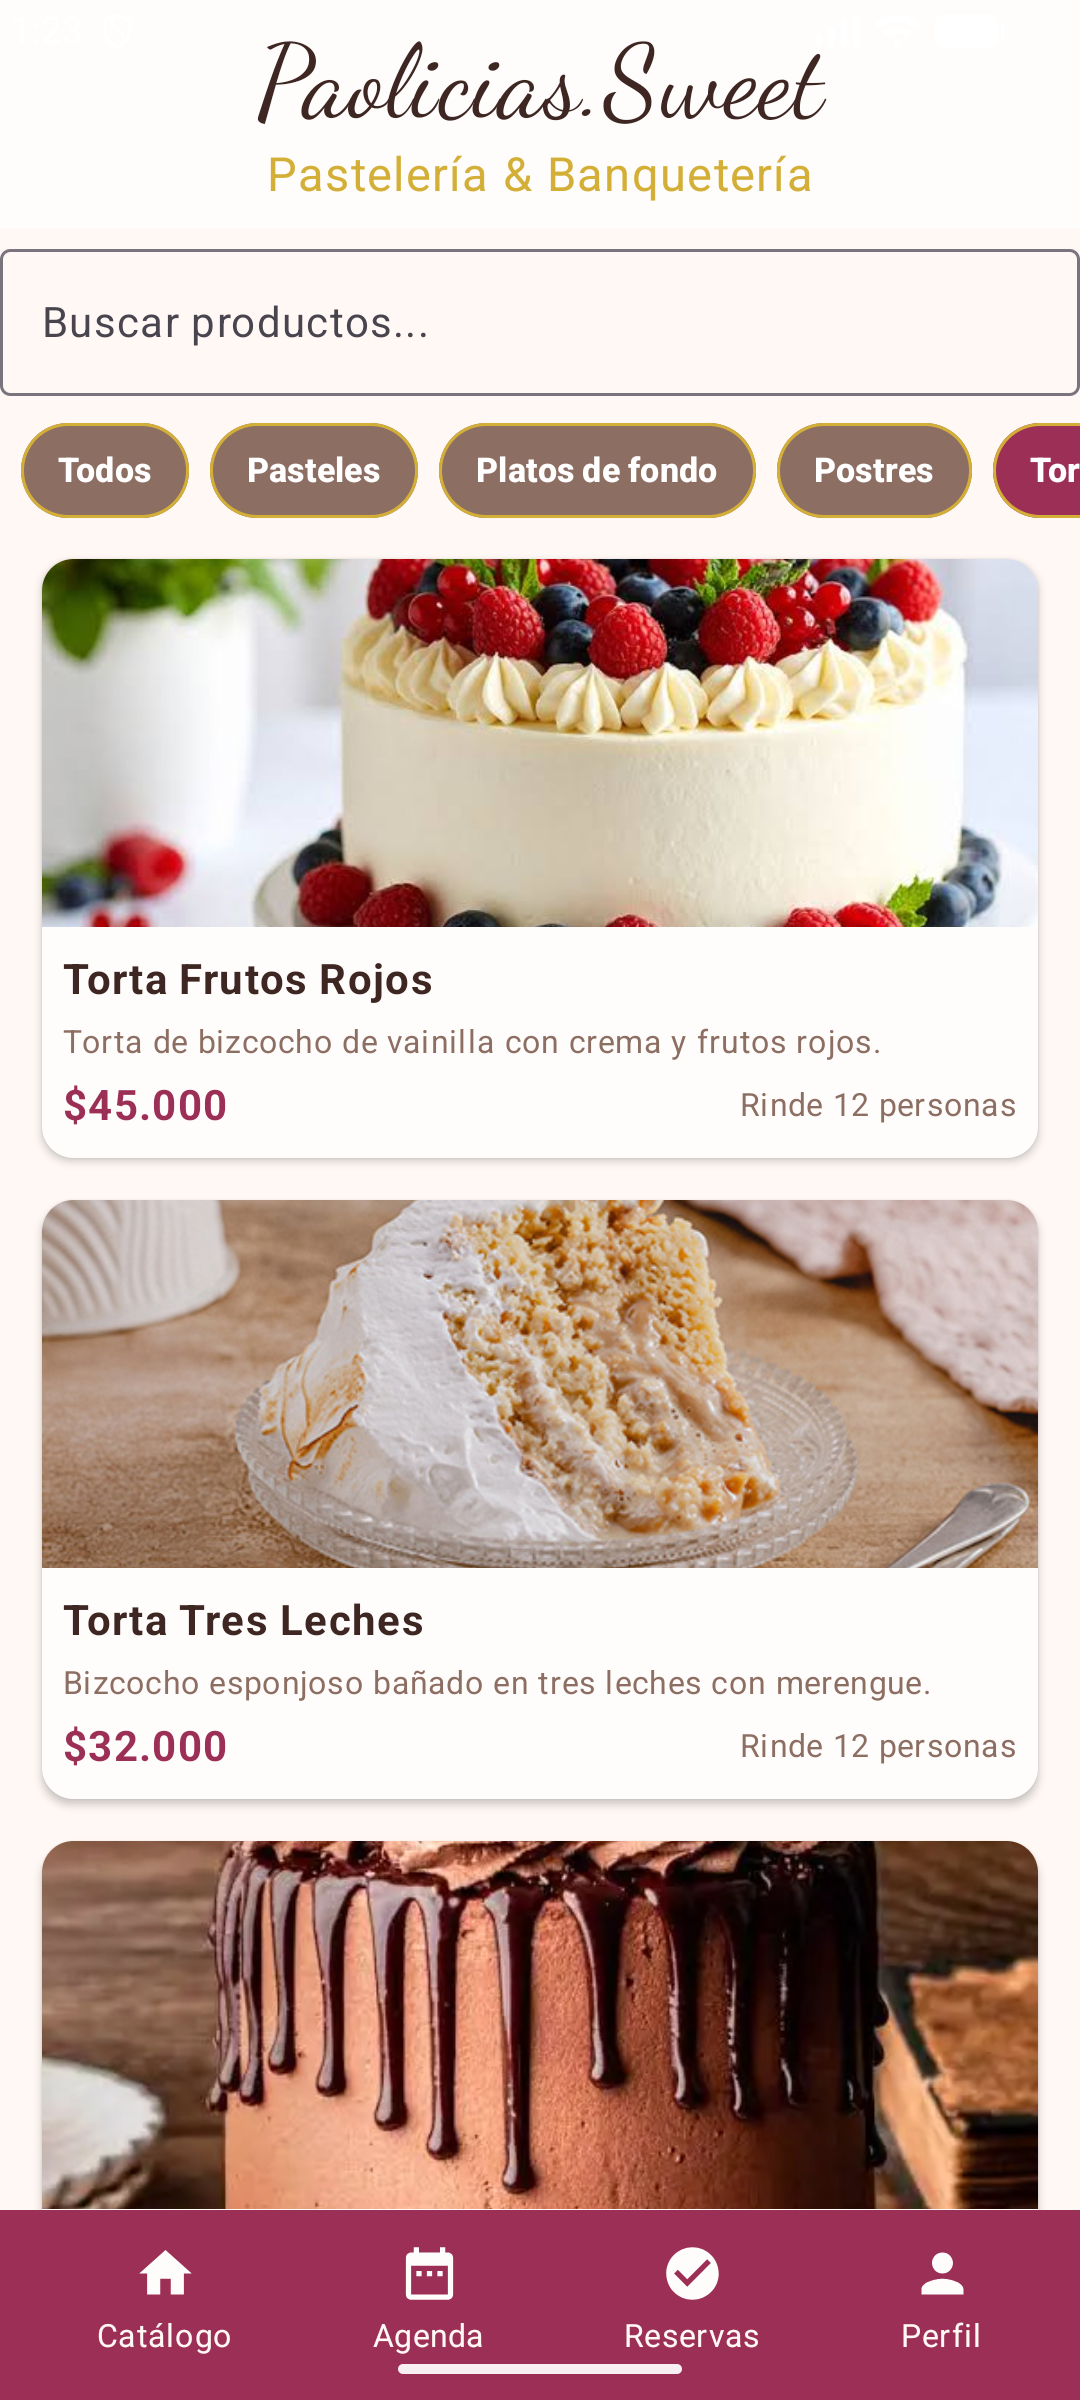 Paolicias.Sweet
Pastelería & Banquetería
Buscar productos...
Todos
Pasteles
Platos de fondo
Postres
Tor
Torta Frutos Rojos
Torta de bizcocho de vainilla con crema y frutos rojos.
$45.000
Rinde 12 personas
Torta Tres Leches
Bizcocho esponjoso bañado en tres leches con merengue.
$32.000
Rinde 12 personas
Catálogo
Agenda
Reservas
Perfil